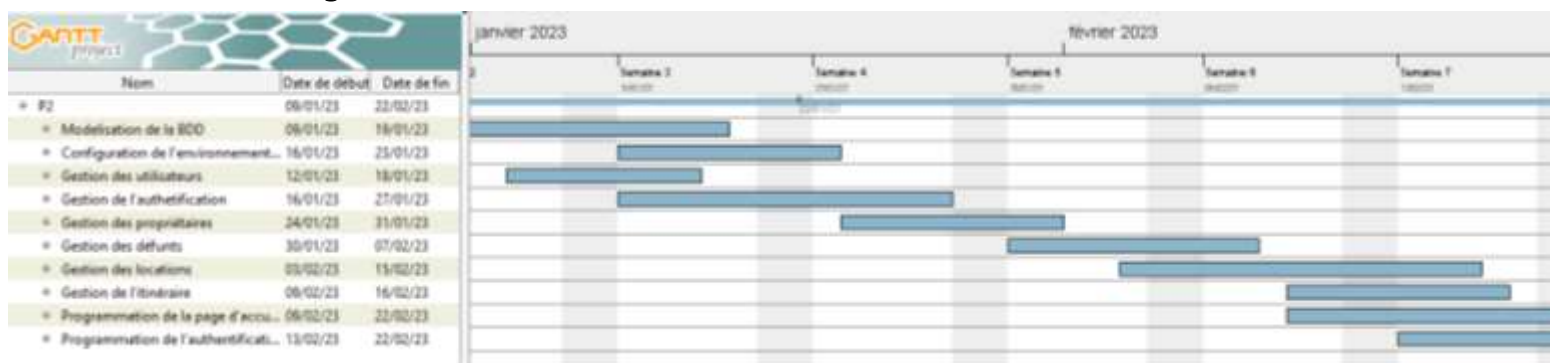 GANTT
project
janvier 2023
février 2023
Nom Date de début Date de fin
Semaine 3 Semaine 4 Semaine 5 Semaine 6 Semaine 7
P2 09/01/23 22/02/23
Modélisation de la BDD 09/01/23 19/01/23
Configuration de l'environnement... 16/01/23 23/01/23
Gestion des utilisateurs 12/01/23 18/01/23
Gestion de l'authetification 16/01/23 27/01/23
Gestion des propriétaires 24/01/23 31/01/23
Gestion des défunts 30/01/23 07/02/23
Gestion des locations 03/02/23 15/02/23
Gestion de l'itinéraire 09/02/23 16/02/23
Programmation de la page d'accu... 09/02/23 22/02/23
Programmation de l'authentificati... 13/02/23 22/02/23